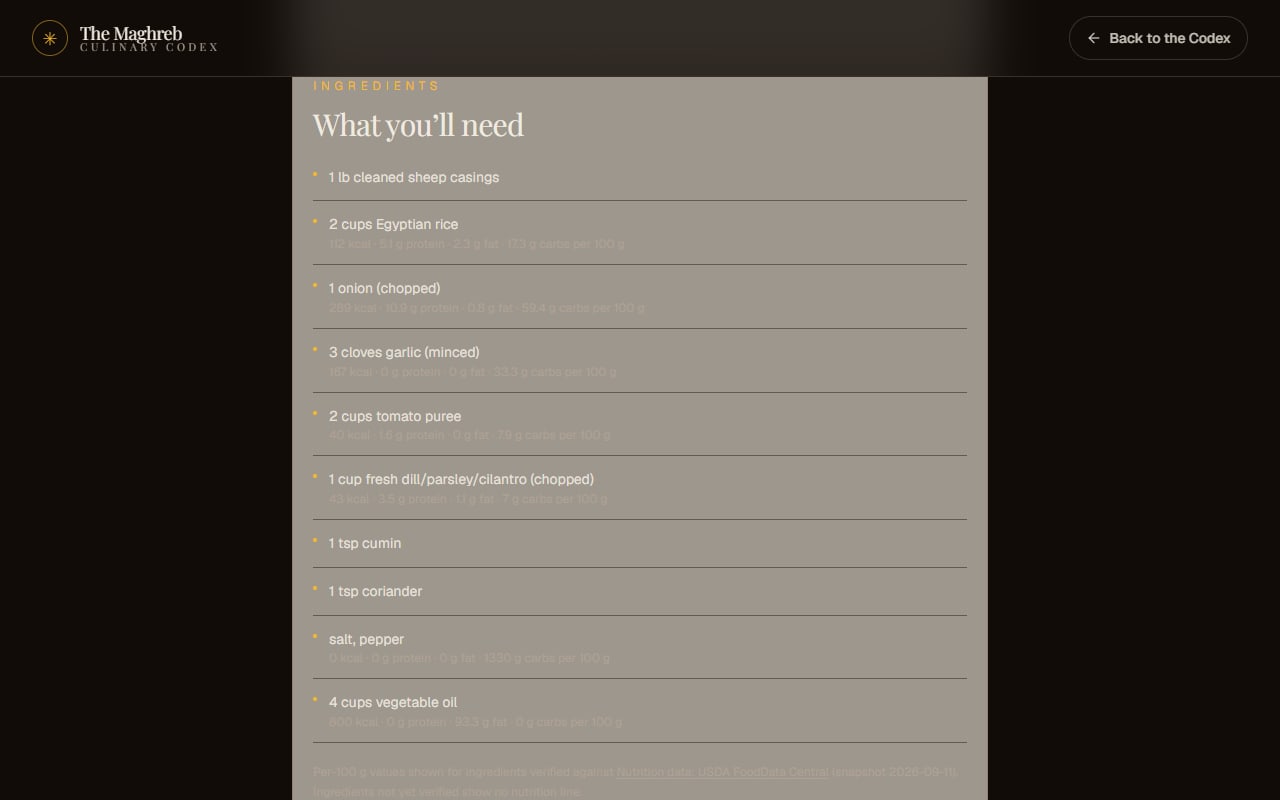 The Maghreb
CULINARY CODEX
← Back to the Codex
INGREDIENTS
What you’ll need
1 lb cleaned sheep casings
2 cups Egyptian rice
112 kcal · 5.1 g protein · 2.3 g fat · 17.3 g carbs per 100 g
1 onion (chopped)
289 kcal · 10.9 g protein · 0.8 g fat · 59.4 g carbs per 100 g
3 cloves garlic (minced)
167 kcal · 0 g protein · 0 g fat · 33.3 g carbs per 100 g
2 cups tomato puree
40 kcal · 1.6 g protein · 0 g fat · 7.9 g carbs per 100 g
1 cup fresh dill/parsley/cilantro (chopped)
43 kcal · 3.5 g protein · 1.1 g fat · 7 g carbs per 100 g
1 tsp cumin
1 tsp coriander
salt, pepper
0 kcal · 0 g protein · 0 g fat · 1330 g carbs per 100 g
4 cups vegetable oil
800 kcal · 0 g protein · 93.3 g fat · 0 g carbs per 100 g
Per-100 g values shown for ingredients verified against Nutrition data: USDA FoodData Central (snapshot 2026-09-11).
Ingredients not yet verified show no nutrition line.